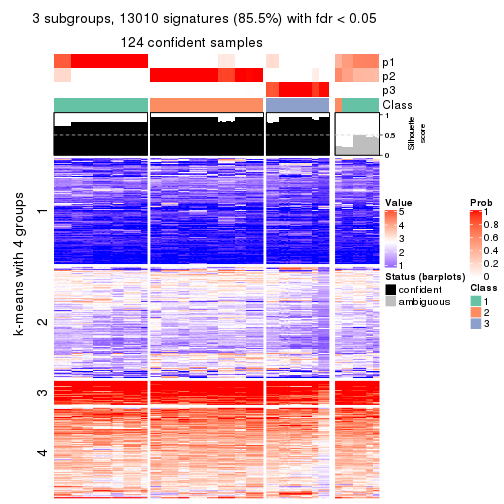 3 subgroups, 13010 signatures (85.5%) with fdr < 0.05
124 confident samples
p1
p2
p3
Class
1
0.5
0
Silhouette
score
k-means with 4 groups
1
2
3
4
Value
5
4
3
2
1
Status (barplots)
confident
ambiguous
Prob
1
0.8
0.6
0.4
0.2
0
Class
1
2
3